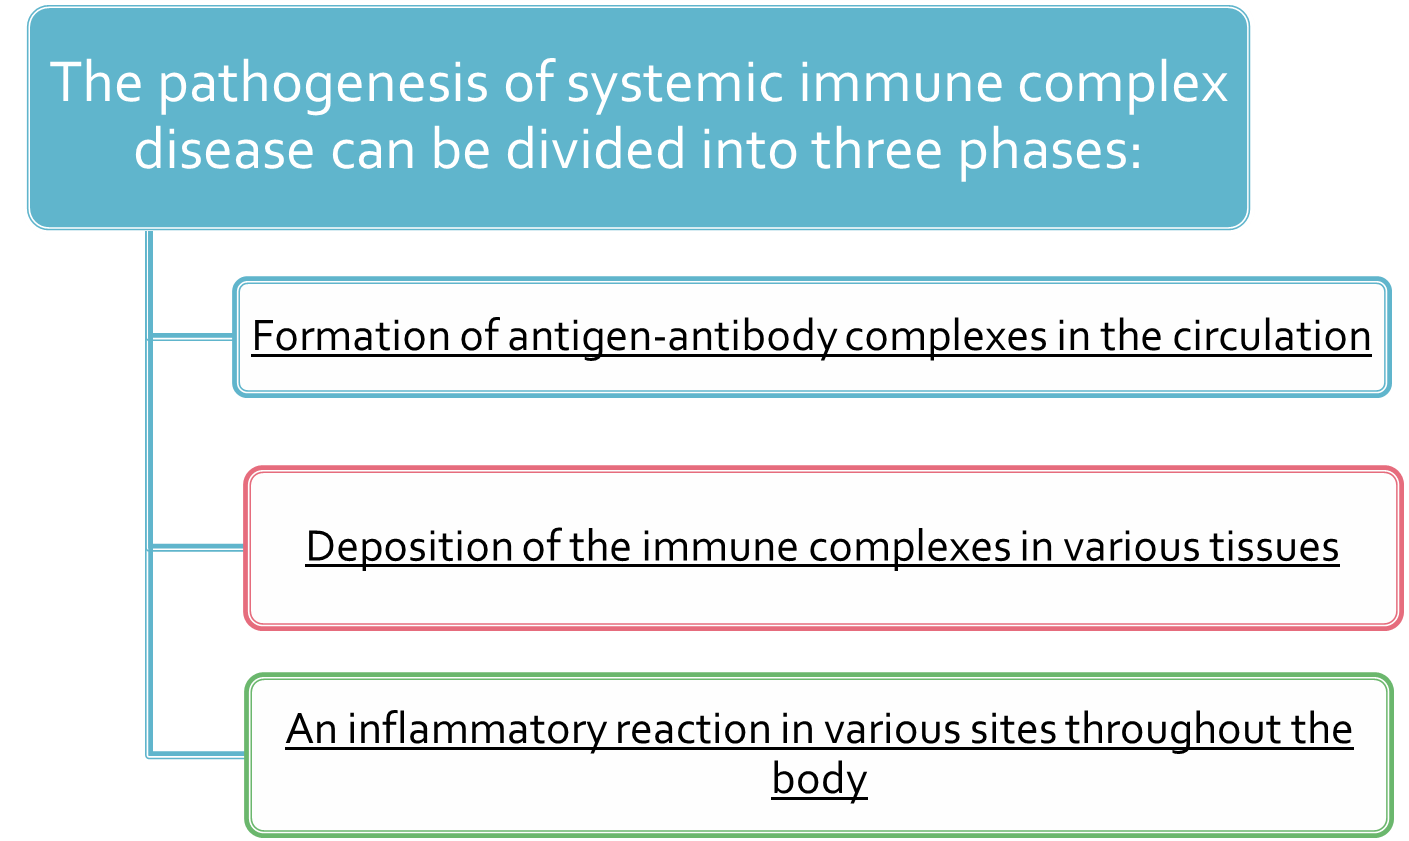 The pathogenesis of systemic immune complex
disease can be divided into three phases:
Formation of antigen-antibody complexes in the circulation
Deposition of the immune complexes in various tissues
An inflammatory reaction in various sites throughout the
body